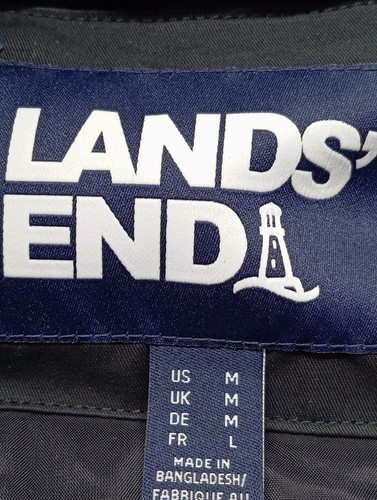 LANDS'
END
US M
UK M
DE M
FR L
MADE IN
BANGLADESH/
FABRIQUE AU